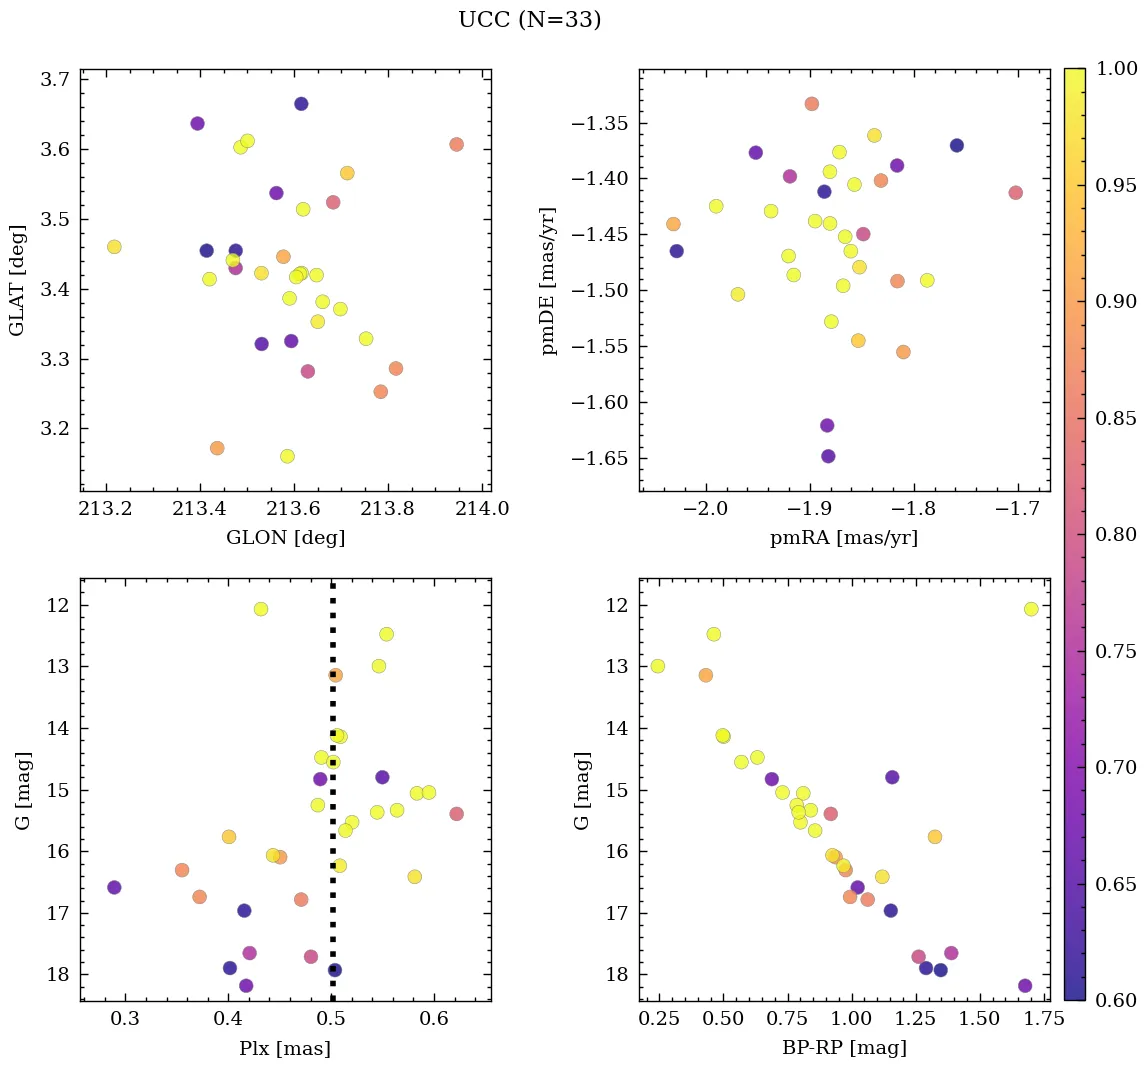 UCC (N=33)
3.7
3.6
3.5
3.4
3.3
3.2
GLAT [deg]
213.2 213.4 213.6 213.8 214.0
GLON [deg]
−1.35
−1.40
−1.45
−1.50
−1.55
−1.60
−1.65
pmDE [mas/yr]
−2.0 −1.9 −1.8 −1.7
pmRA [mas/yr]
12
13
14
15
16
17
18
G [mag]
0.3 0.4 0.5 0.6
Plx [mas]
12
13
14
15
16
17
18
G [mag]
0.25 0.50 0.75 1.00 1.25 1.50 1.75
BP-RP [mag]
1.00
0.95
0.90
0.85
0.80
0.75
0.70
0.65
0.60